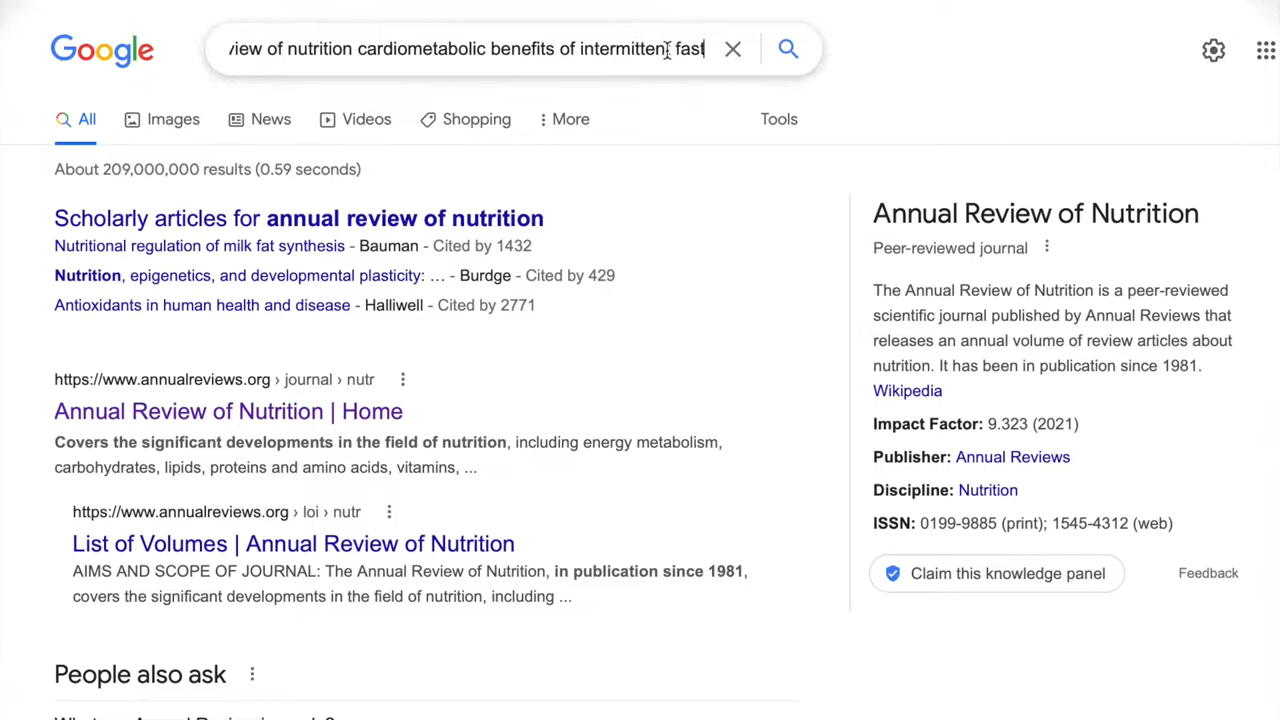 Google
view of nutrition cardiometabolic benefits of intermittent fast
All
Images
News
Videos
Shopping
More
Tools
About 209,000,000 results (0.59 seconds)
Scholarly articles for annual review of nutrition
Nutritional regulation of milk fat synthesis - Bauman - Cited by 1432
Nutrition, epigenetics, and developmental plasticity: … - Burdge - Cited by 429
Antioxidants in human health and disease - Halliwell - Cited by 2771
https://www.annualreviews.org › journal › nutr
Annual Review of Nutrition | Home
Covers the significant developments in the field of nutrition, including energy metabolism,
carbohydrates, lipids, proteins and amino acids, vitamins, ...
https://www.annualreviews.org › loi › nutr
List of Volumes | Annual Review of Nutrition
AIMS AND SCOPE OF JOURNAL: The Annual Review of Nutrition, in publication since 1981,
covers the significant developments in the field of nutrition, including ...
People also ask
Annual Review of Nutrition
Peer-reviewed journal
The Annual Review of Nutrition is a peer-reviewed
scientific journal published by Annual Reviews that
releases an annual volume of review articles about
nutrition. It has been in publication since 1981.
Wikipedia
Impact Factor: 9.323 (2021)
Publisher: Annual Reviews
Discipline: Nutrition
ISSN: 0199-9885 (print); 1545-4312 (web)
Claim this knowledge panel
Feedback